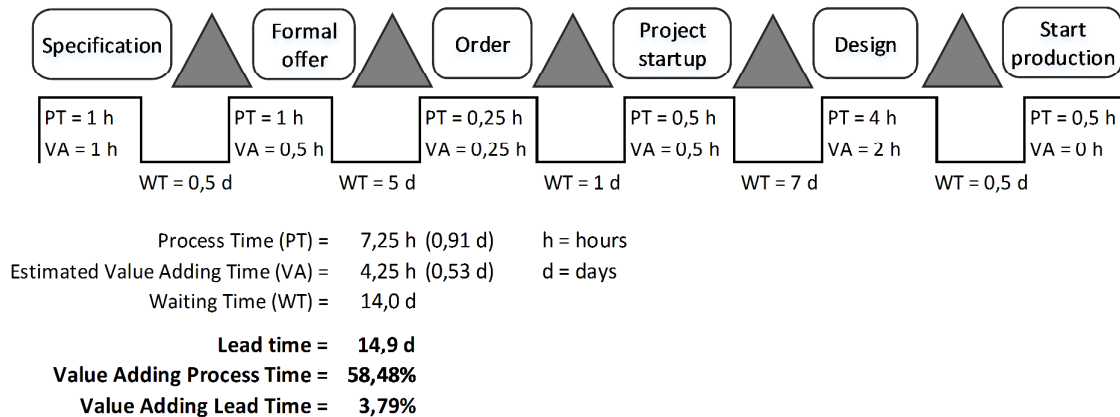 Specification
Formal
offer
Order
Project
startup
Design
Start
production
PT = 1 h
VA = 1 h
PT = 1 h
VA = 0,5 h
PT = 0,25 h
VA = 0,25 h
PT = 0,5 h
VA = 0,5 h
PT = 4 h
VA = 2 h
PT = 0,5 h
VA = 0 h
WT = 0,5 d
WT = 5 d
WT = 1 d
WT = 7 d
WT = 0,5 d
Process Time (PT) = 7,25 h (0,91 d) h = hours
Estimated Value Adding Time (VA) = 4,25 h (0,53 d) d = days
Waiting Time (WT) = 14,0 d
Lead time = 14,9 d
Value Adding Process Time = 58,48%
Value Adding Lead Time = 3,79%